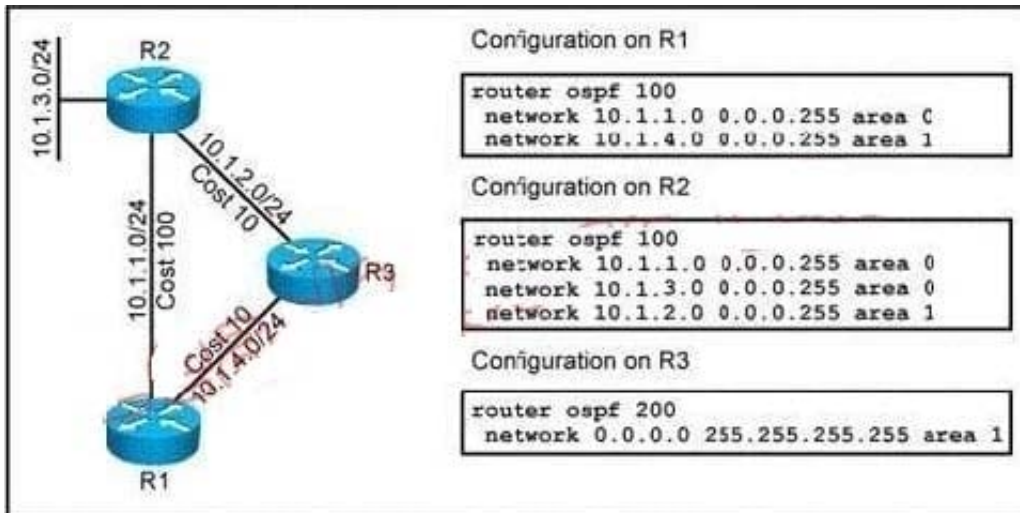 R2
10.1.3.0/24
10.1.2.0/24
Cost 10
10.1.1.0/24
Cost 100
R3
Cost 10
10.1.4.0/24
R1
Configuration on R1
router ospf 100
network 10.1.1.0 0.0.0.255 area 0
network 10.1.4.0 0.0.0.255 area 1
Configuration on R2
router ospf 100
network 10.1.1.0 0.0.0.255 area 0
network 10.1.3.0 0.0.0.255 area 0
network 10.1.2.0 0.0.0.255 area 1
Configuration on R3
router ospf 200
network 0.0.0.0 255.255.255.255 area 1